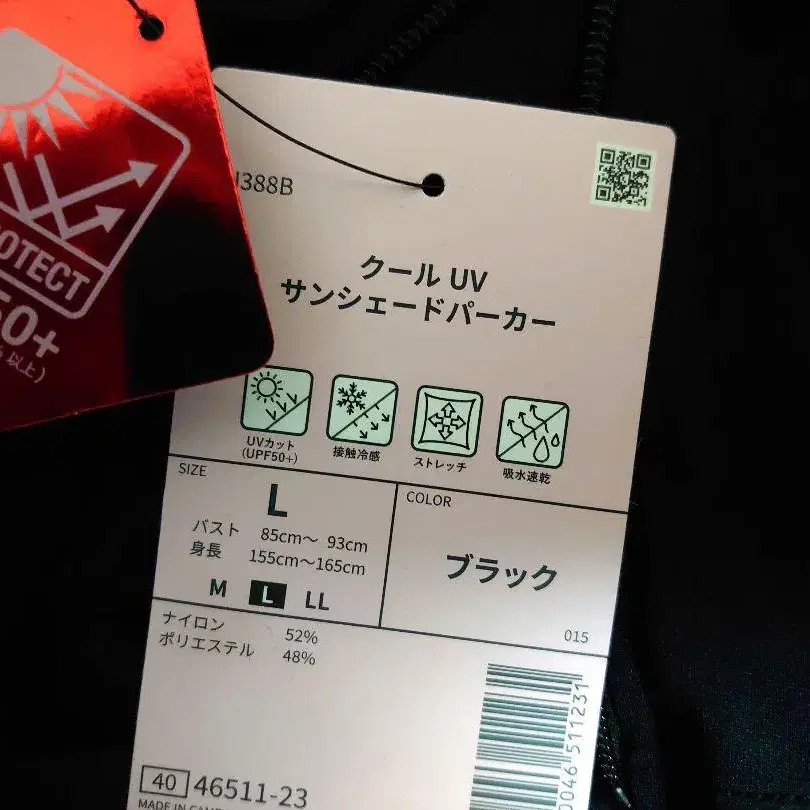 OTECT
50+
以上)
J388B
クール UV
サンシェードパーカー
UVカット
(UPF50+)
接触冷感
ストレッチ
吸水速乾
SIZE
L
バスト 85cm〜 93cm
身長 155cm〜165cm
M L LL
COLOR
ブラック
015
ナイロン 52%
ポリエステル 48%
0046511231
40 46511-23
MADE IN